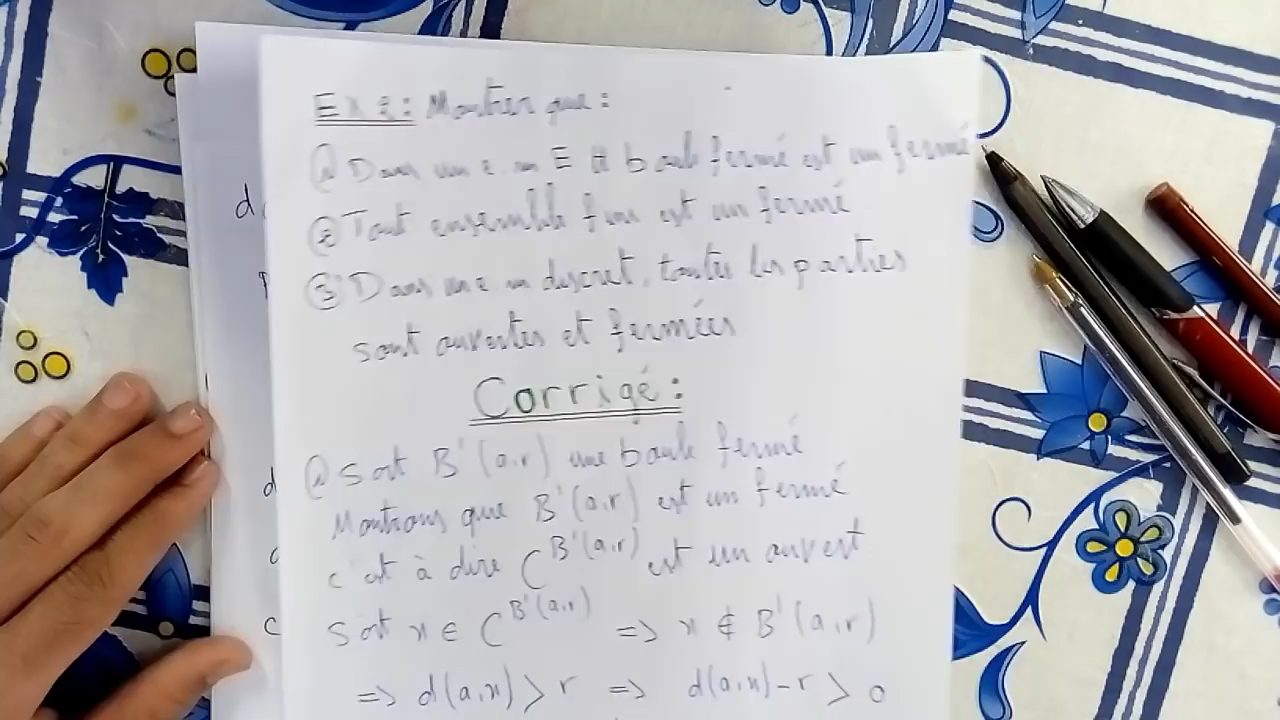 Ex 2: Montrer que:
① Dans un e.m E # boule fermé est un fermé
② Tout ensemble fini est un fermé
③ Dans un e.m discret, toutes les parties
sont ouvertes et fermées
Corrigé:
① Soit B'(a,r) une boule fermé
Montrons que B'(a,r) est un fermé
c'est à dire C^B'(a,r) est un ouvert
Soit x ∈ C^B'(a,r) => x ∉ B'(a,r)
=> d(a,x) > r => d(a,x) - r > 0